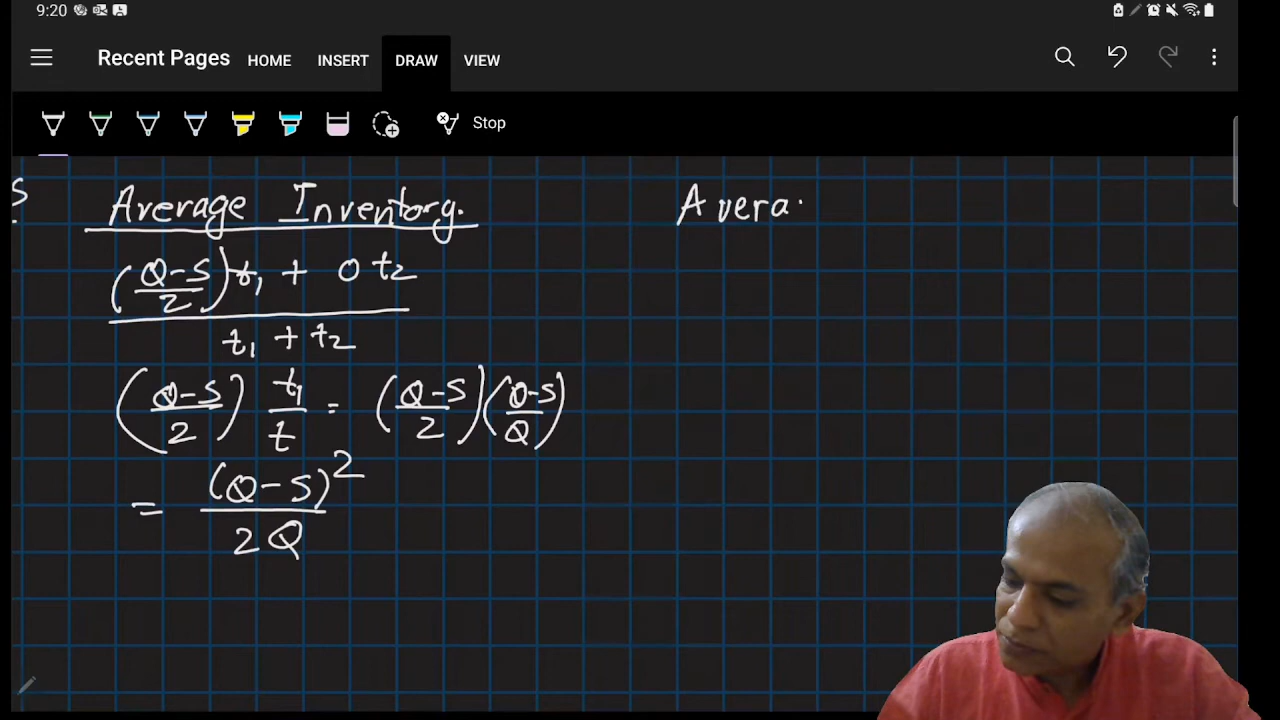 9:20
Recent Pages HOME INSERT DRAW VIEW
Stop
S
Average Inventory.
((Q-S)/2) t₁ + 0 t₂
t₁ + t₂
((Q-S)/2) t₁/t = ((Q-S)/2)((Q-S)/Q)
= (Q-S)²/2Q
Avera